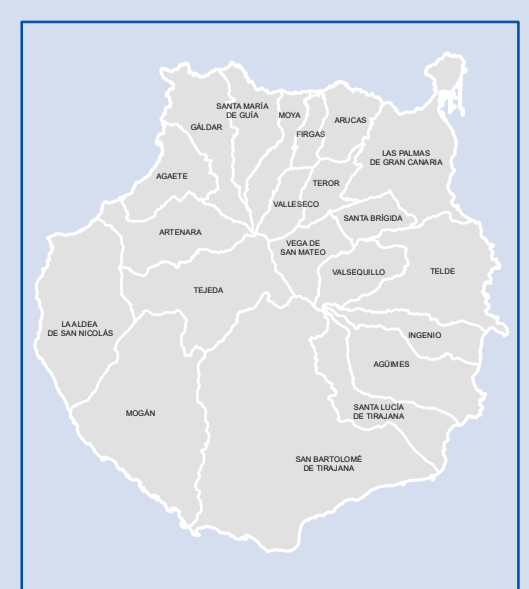 SANTA MARÍA
DE GUÍA
MOYA
GÁLDAR
FIRGAS
ARUCAS
LAS PALMAS
DE GRAN CANARIA
AGAETE
TEROR
VALLESECO
SANTA BRÍGIDA
ARTENARA
VEGA DE
SAN MATEO
VALSEQUILLO
TELDE
TEJEDA
LA ALDEA
DE SAN NICOLÁS
INGENIO
AGÜIMES
MOGÁN
SANTA LUCÍA
DE TIRAJANA
SAN BARTOLOMÉ
DE TIRAJANA